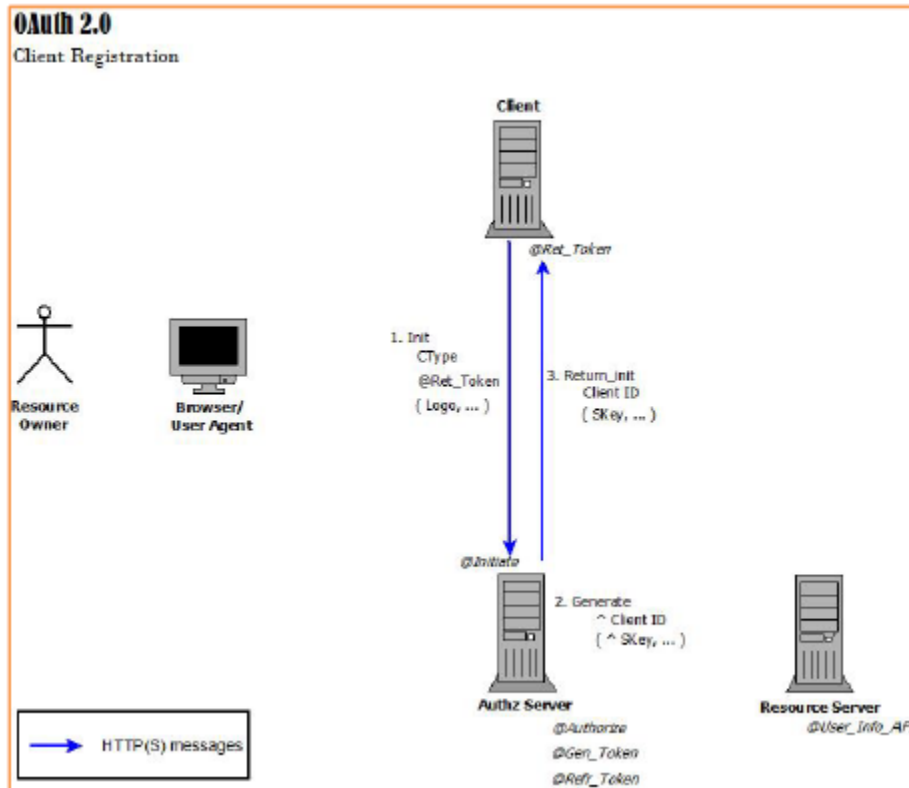 OAuth 2.0
Client Registration
Client
@Ret_Token
1. Init
CType
@Ret_Token
( Logo, ... )
3. Return_init
Client ID
( SKey, ... )
Resource
Owner
Browser/
User Agent
@Initiate
2. Generate
^ Client ID
( ^ SKey, ... )
Authz Server
@Authorize
@Gen_Token
@Refr_Token
Resource Server
@User_Info_AP
HTTP(S) messages